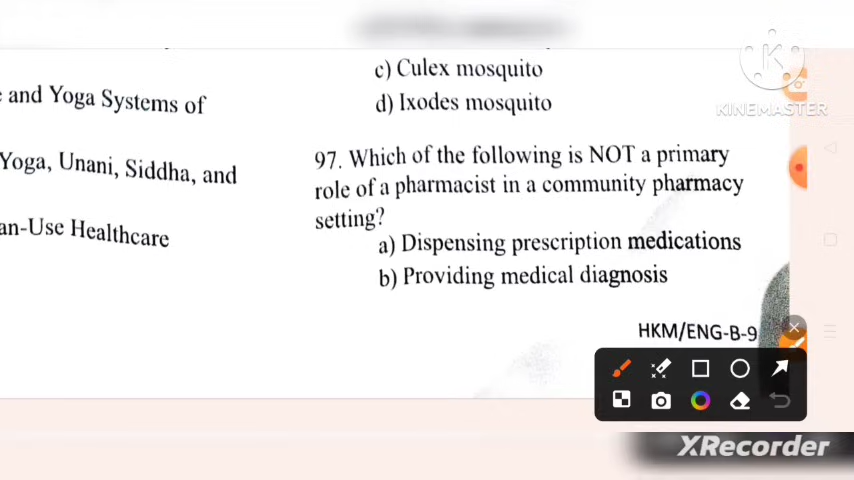 e and Yoga Systems of
Yoga, Unani, Siddha, and
an-Use Healthcare
c) Culex mosquito
d) Ixodes mosquito
97. Which of the following is NOT a primary
role of a pharmacist in a community pharmacy
setting?
a) Dispensing prescription medications
b) Providing medical diagnosis
HKM/ENG-B-9
KINEMASTER
XRecorder